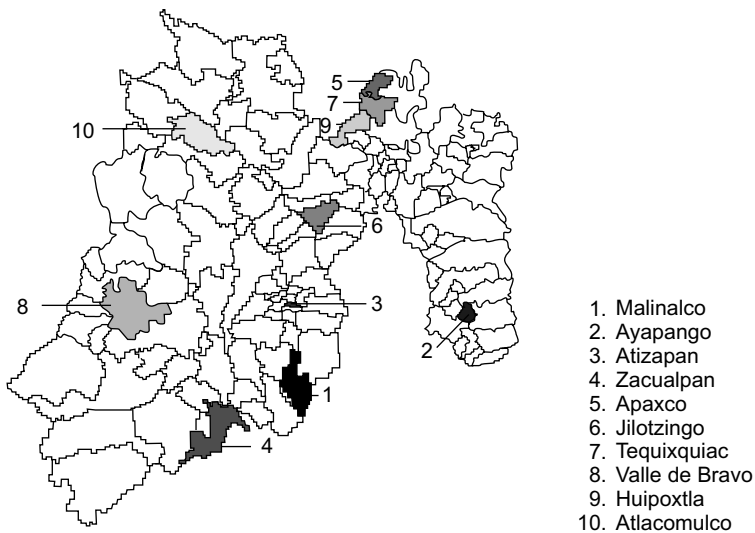 5
7
9
10
6
8
3
2
1
4
1. Malinalco
2. Ayapango
3. Atizapan
4. Zacualpan
5. Apaxco
6. Jilotzingo
7. Tequixquiac
8. Valle de Bravo
9. Huipoxtla
10. Atlacomulco